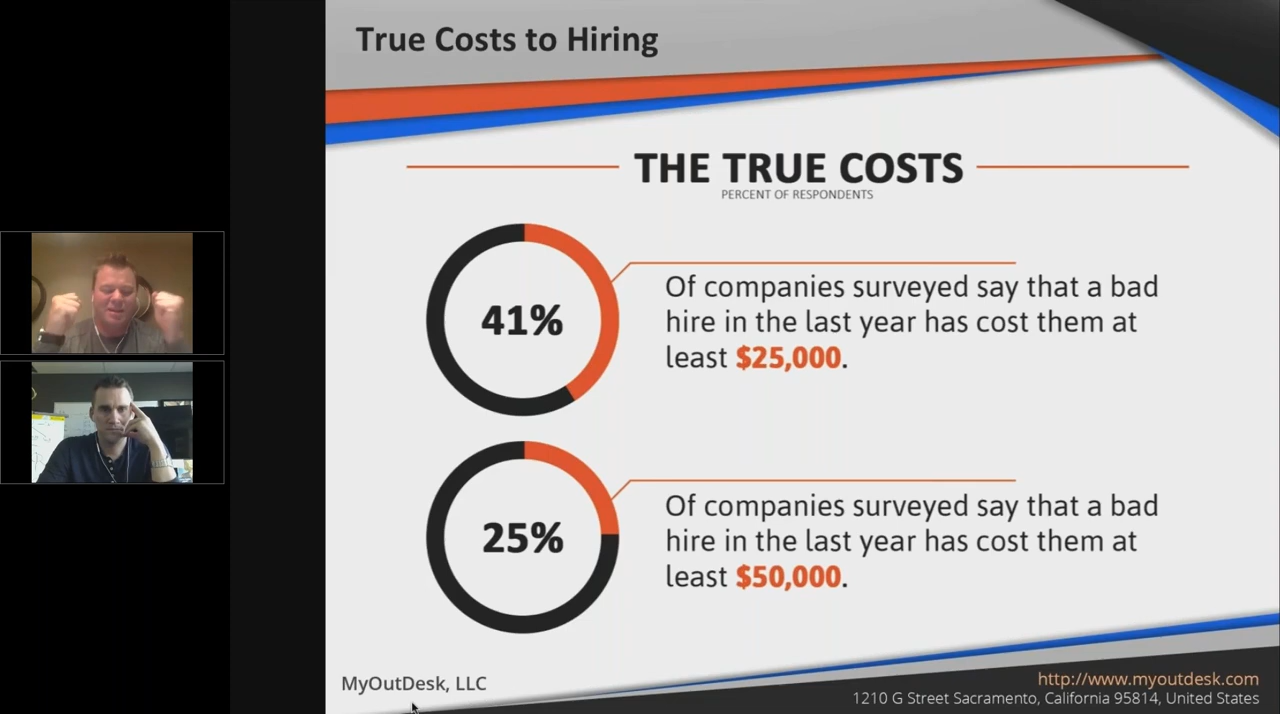 True Costs to Hiring
THE TRUE COSTS
PERCENT OF RESPONDENTS
41%
Of companies surveyed say that a bad
hire in the last year has cost them at
least $25,000.
25%
Of companies surveyed say that a bad
hire in the last year has cost them at
least $50,000.
MyOutDesk, LLC
http://www.myoutdesk.com
1210 G Street Sacramento, California 95814, United States